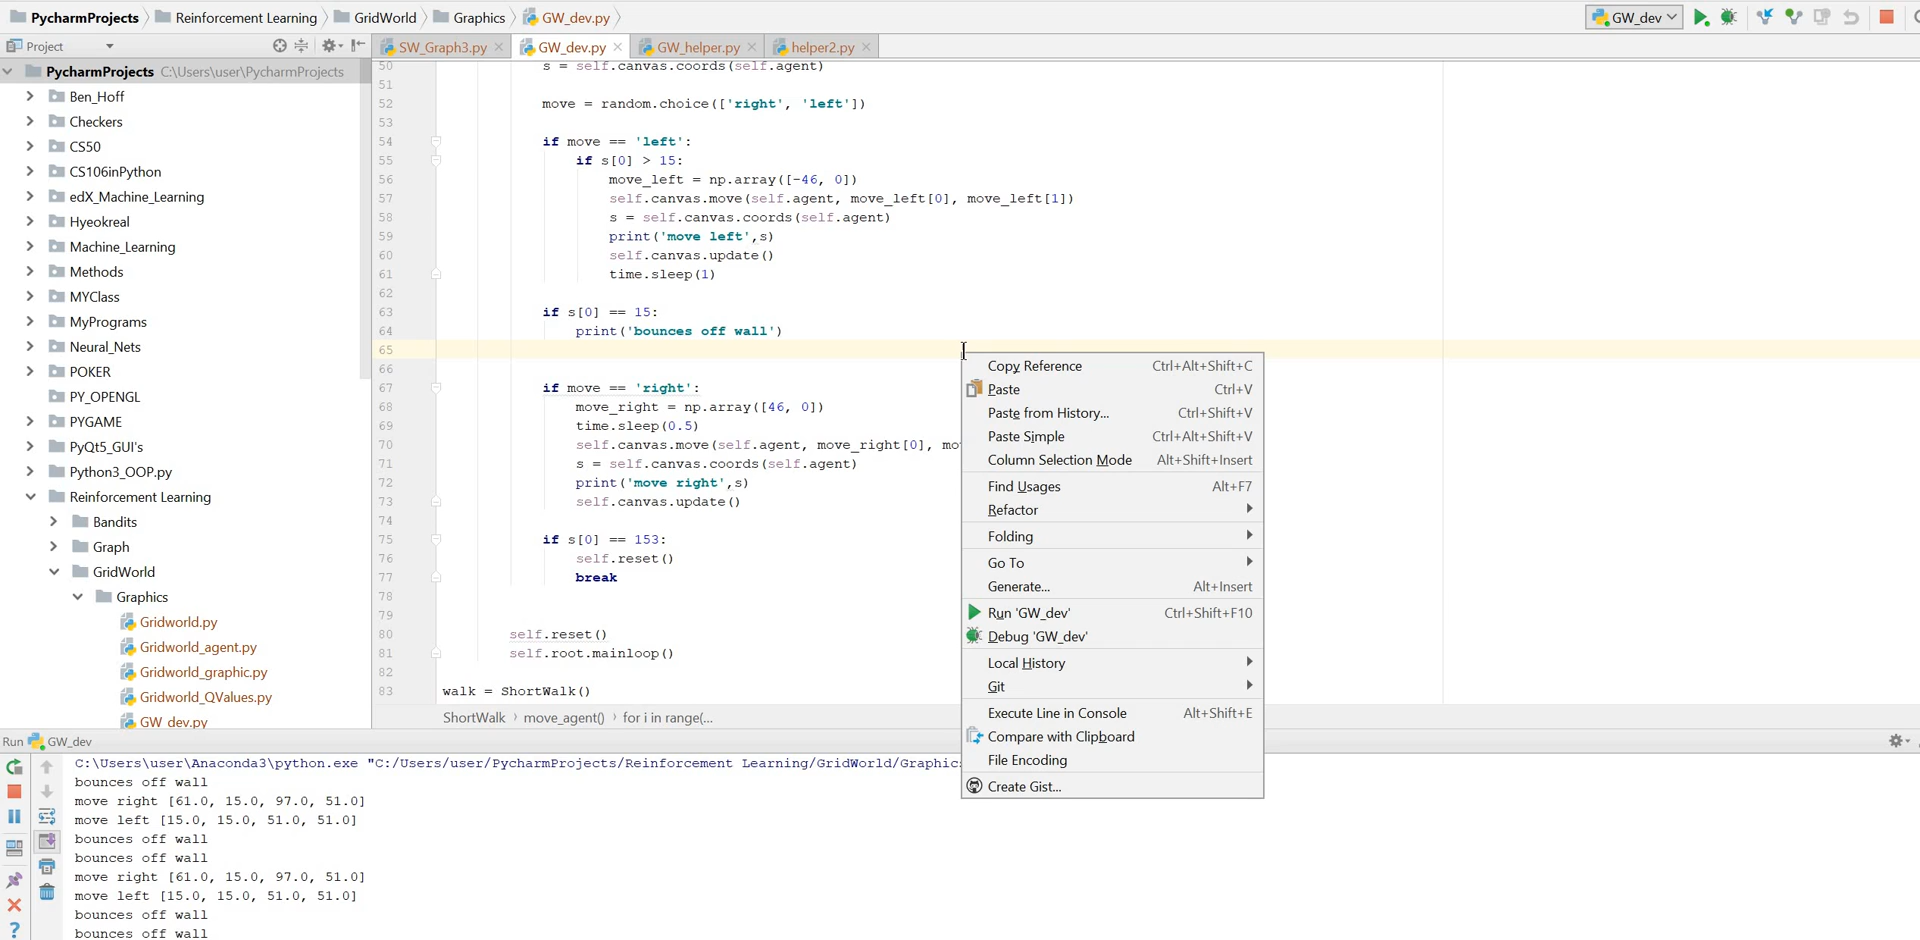 PycharmProjects Reinforcement Learning GridWorld Graphics GW_dev.py GW_dev
Project
SW_Graph3.py GW_dev.py GW_helper.py helper2.py
PycharmProjects C:\Users\user\PycharmProjects
Ben_Hoff
Checkers
CS50
CS106inPython
edX_Machine_Learning
Hyeokreal
Machine_Learning
Methods
MYClass
MyPrograms
Neural_Nets
POKER
PY_OPENGL
PYGAME
PyQt5_GUI's
Python3_OOP.py
Reinforcement Learning
Bandits
Graph
GridWorld
Graphics
Gridworld.py
Gridworld_agent.py
Gridworld_graphic.py
Gridworld_QValues.py
GW_dev.py
50 s = self.canvas.coords(self.agent)
51
52 move = random.choice(['right', 'left'])
53
54 if move == 'left':
55 if s[0] > 15:
56 move_left = np.array([-46, 0])
57 self.canvas.move(self.agent, move_left[0], move_left[1])
58 s = self.canvas.coords(self.agent)
59 print('move left',s)
60 self.canvas.update()
61 time.sleep(1)
62
63 if s[0] == 15:
64 print('bounces off wall')
65
66
67 if move == 'right':
68 move_right = np.array([46, 0])
69 time.sleep(0.5)
70 self.canvas.move(self.agent, move_right[0], mo
71 s = self.canvas.coords(self.agent)
72 print('move right',s)
73 self.canvas.update()
74
75 if s[0] == 153:
76 self.reset()
77 break
78
79
80 self.reset()
81 self.root.mainloop()
82
83 walk = ShortWalk()
ShortWalk move_agent() for i in range(...
Copy Reference Ctrl+Alt+Shift+C
Paste Ctrl+V
Paste from History... Ctrl+Shift+V
Paste Simple Ctrl+Alt+Shift+V
Column Selection Mode Alt+Shift+Insert
Find Usages Alt+F7
Refactor
Folding
Go To
Generate... Alt+Insert
Run 'GW_dev' Ctrl+Shift+F10
Debug 'GW_dev'
Local History
Git
Execute Line in Console Alt+Shift+E
Compare with Clipboard
File Encoding
Create Gist...
Run GW_dev
C:\Users\user\Anaconda3\python.exe "C:/Users/user/PycharmProjects/Reinforcement Learning/GridWorld/Graphics
bounces off wall
move right [61.0, 15.0, 97.0, 51.0]
move left [15.0, 15.0, 51.0, 51.0]
bounces off wall
bounces off wall
move right [61.0, 15.0, 97.0, 51.0]
move left [15.0, 15.0, 51.0, 51.0]
bounces off wall
bounces off wall